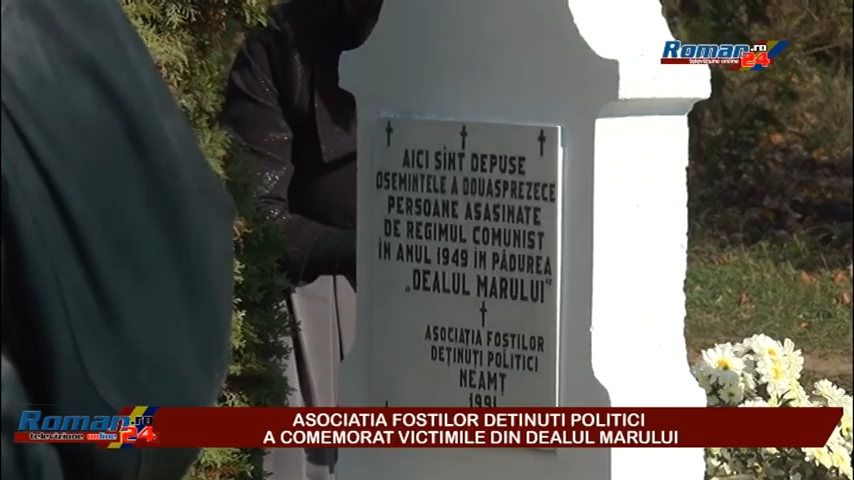 Roman.ro
televiziune online 24
AICI SÎNT DEPUSE
OSEMINTELE A DOUASPREZECE
PERSOANE ASASINATE
DE REGIMUL COMUNIST
ÎN ANUL 1949 ÎN PĂDUREA
„DEALUL MARULUI”
ASOCIAȚIA FOSTILOR
DEȚINUȚI POLITICI
NEAMȚ
1991
Roman
televiziune online 24
ASOCIATIA FOSTILOR DETINUTI POLITICI
A COMEMORAT VICTIMILE DIN DEALUL MARULUI